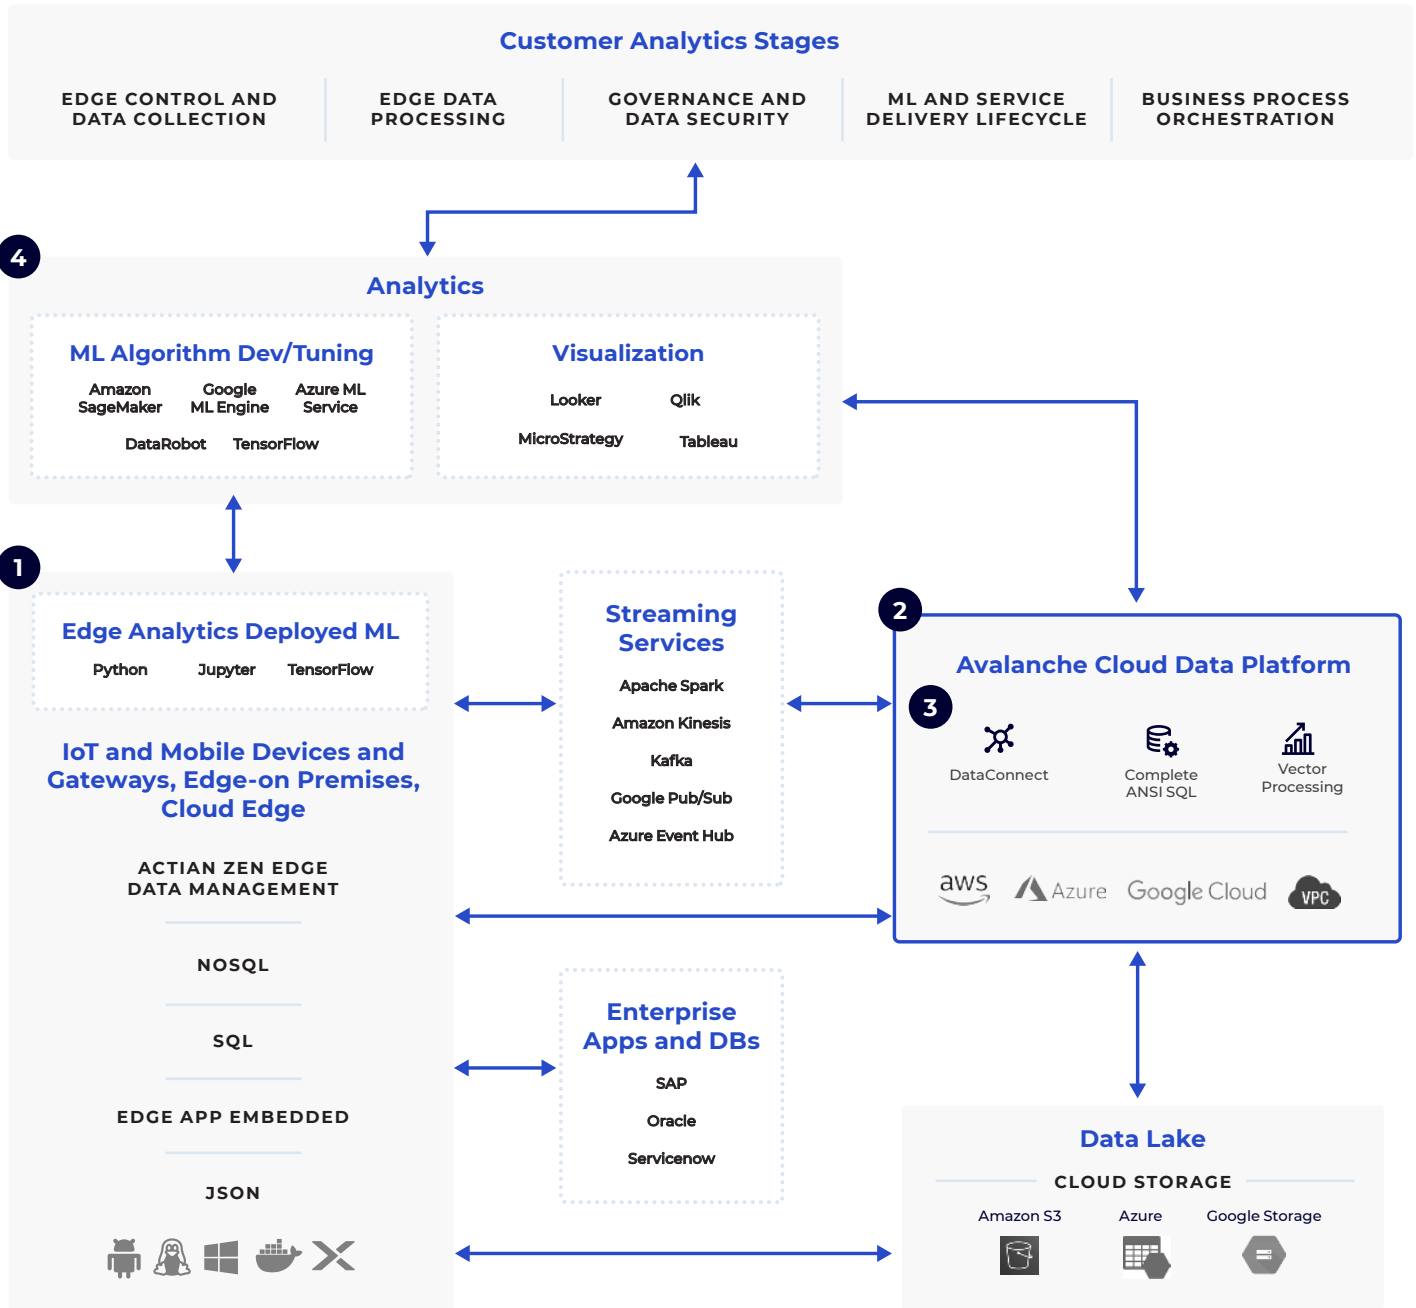 Customer Analytics Stages
EDGE CONTROL AND
DATA COLLECTION
EDGE DATA
PROCESSING
GOVERNANCE AND
DATA SECURITY
ML AND SERVICE
DELIVERY LIFECYCLE
BUSINESS PROCESS
ORCHESTRATION
4
Analytics
ML Algorithm Dev/Tuning
Amazon
SageMaker
Google
ML Engine
Azure ML
Service
DataRobot
TensorFlow
Visualization
Looker
Qlik
MicroStrategy
Tableau
1
Edge Analytics Deployed ML
Python
Jupyter
TensorFlow
IoT and Mobile Devices and
Gateways, Edge-on Premises,
Cloud Edge
ACTIAN ZEN EDGE
DATA MANAGEMENT
NOSQL
SQL
EDGE APP EMBEDDED
JSON
Streaming
Services
Apache Spark
Amazon Kinesis
Kafka
Google Pub/Sub
Azure Event Hub
Enterprise
Apps and DBs
SAP
Oracle
Servicenow
2
Avalanche Cloud Data Platform
3
DataConnect
Complete
ANSI SQL
Vector
Processing
aws
Azure
Google Cloud
VPC
Data Lake
CLOUD STORAGE
Amazon S3
Azure
Google Storage